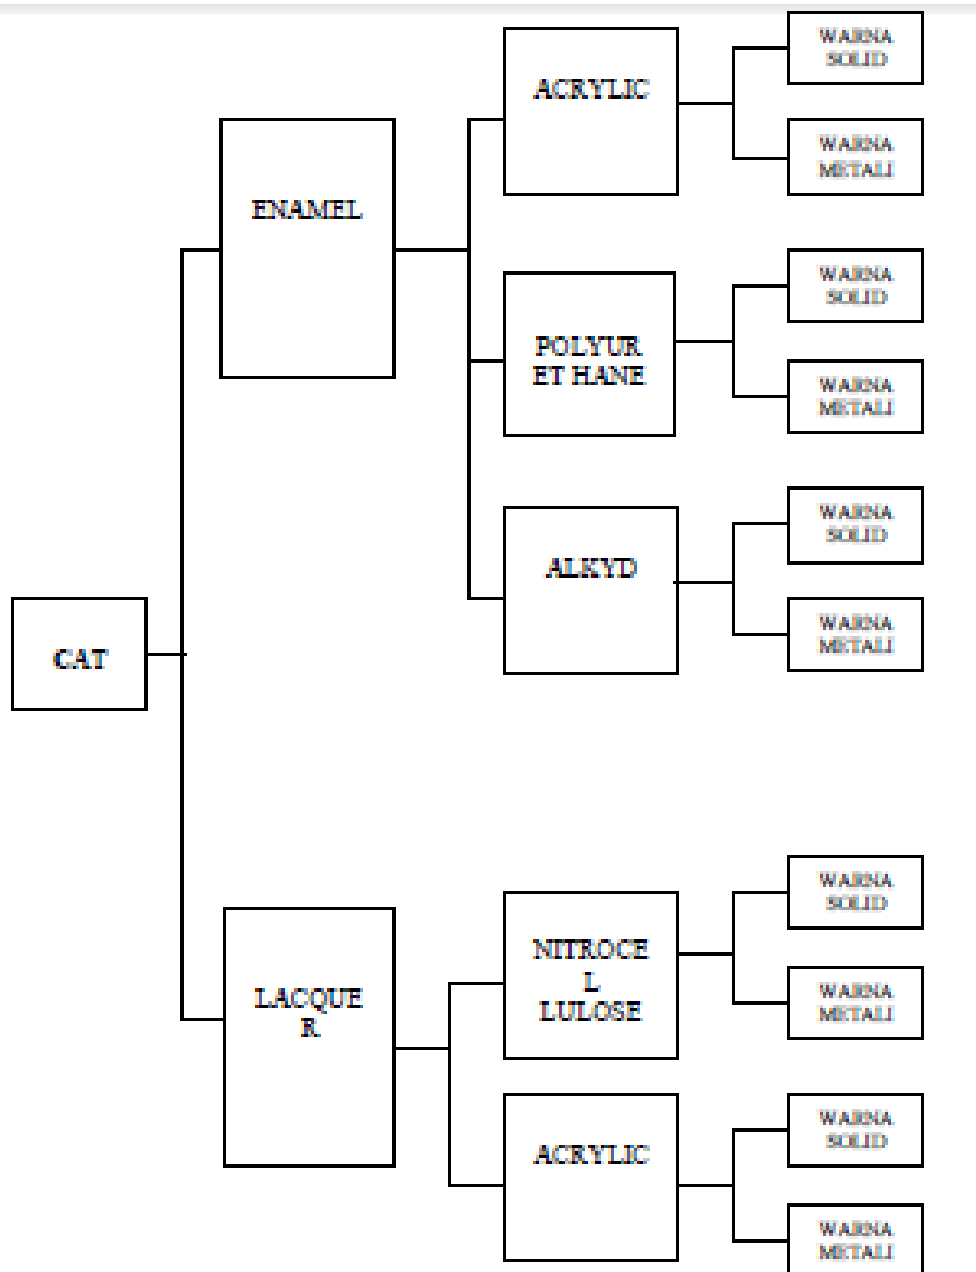 WARNA
SOLID
ACRYLIC
WARNA
METALI
ENAMEL
WARNA
SOLID
POLYUR
ET HANE
WARNA
METALI
WARNA
SOLID
ALKYD
WARNA
METALI
CAT
WARNA
SOLID
NITROCE
L
LULOSE
WARNA
METALI
LACQUE
R
WARNA
SOLID
ACRYLIC
WARNA
METALI